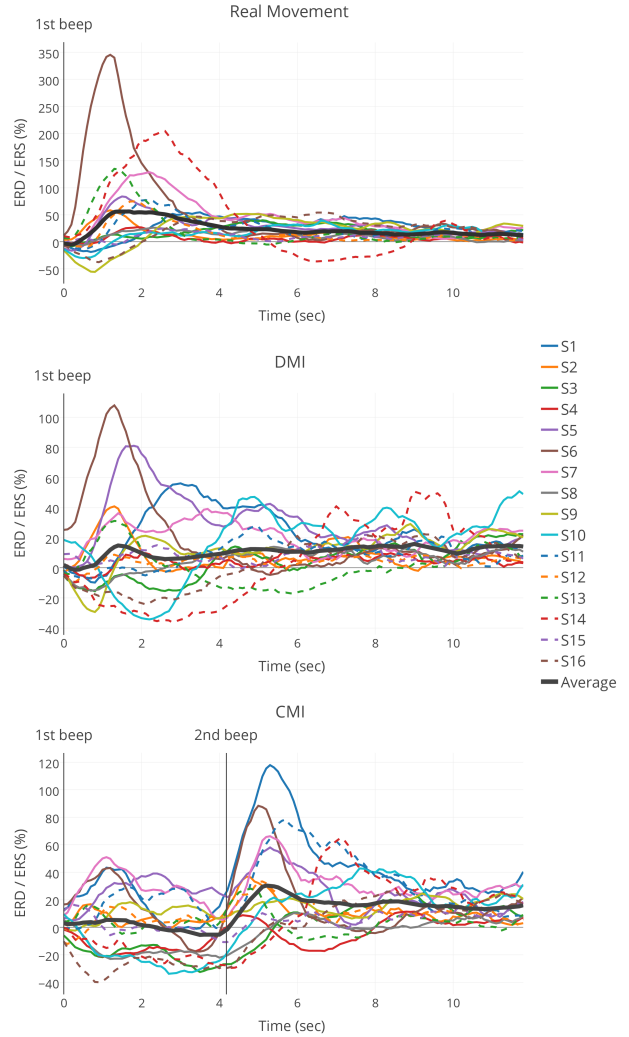 Real Movement
1st beep
350
300
250
200
150
100
50
0
−50
ERD / ERS (%)
0 2 4 6 8 10
Time (sec)
DMI
1st beep
100
80
60
40
20
0
−20
−40
ERD / ERS (%)
0 2 4 6 8 10
Time (sec)
S1
S2
S3
S4
S5
S6
S7
S8
S9
S10
S11
S12
S13
S14
S15
S16
Average
CMI
1st beep 2nd beep
120
100
80
60
40
20
0
−20
−40
ERD / ERS (%)
0 2 4 6 8 10
Time (sec)